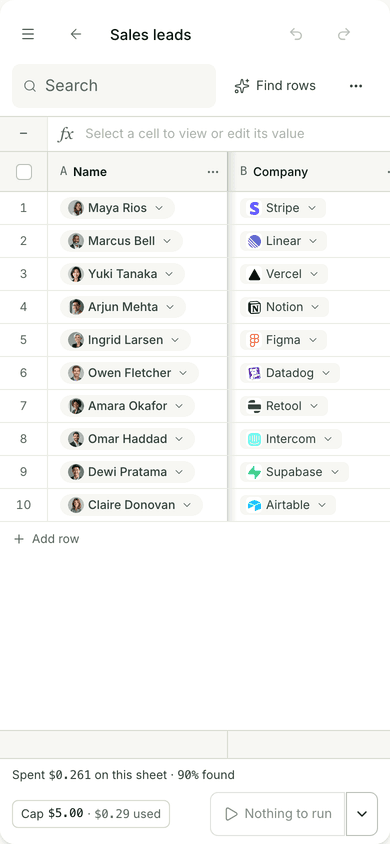 Sales leads
Search
Find rows
fx Select a cell to view or edit its value
A Name B Company
1 Maya Rios Stripe
2 Marcus Bell Linear
3 Yuki Tanaka Vercel
4 Arjun Mehta Notion
5 Ingrid Larsen Figma
6 Owen Fletcher Datadog
7 Amara Okafor Retool
8 Omar Haddad Intercom
9 Dewi Pratama Supabase
10 Claire Donovan Airtable
+ Add row
Spent $0.261 on this sheet · 90% found
Cap $5.00 · $0.29 used
Nothing to run